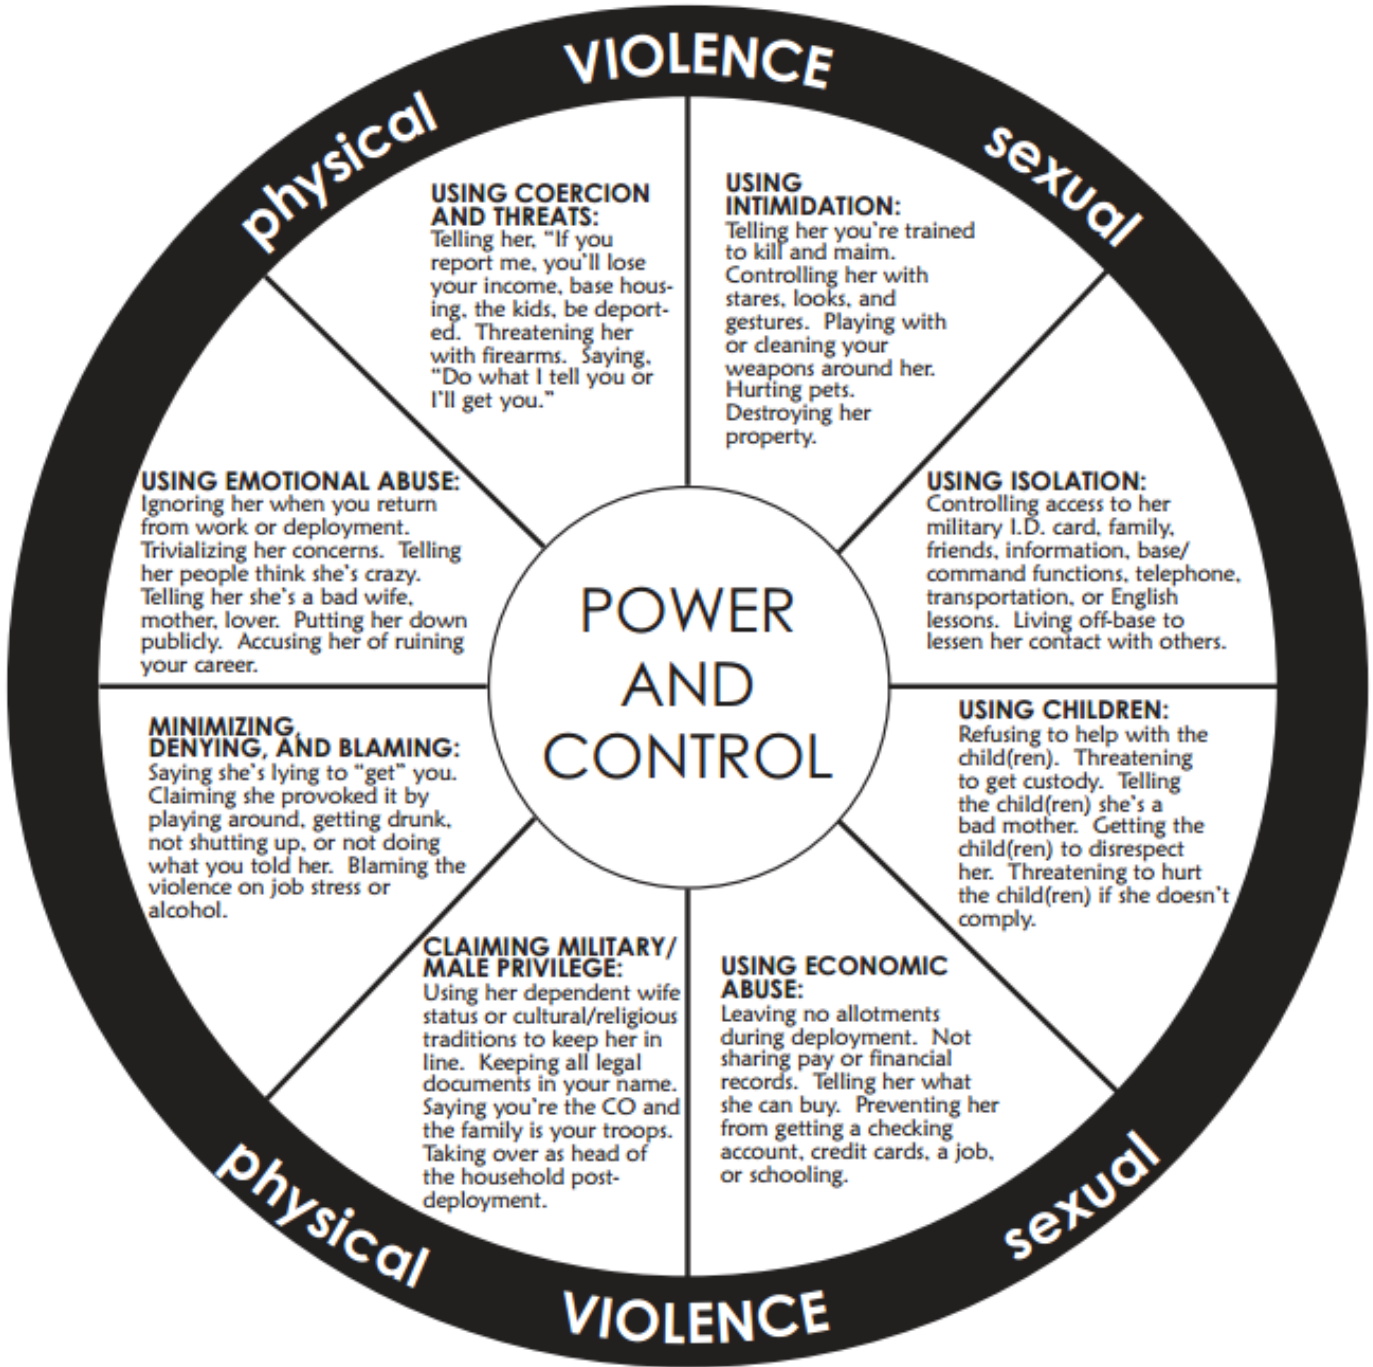 VIOLENCE
physical
sexual
USING COERCION
AND THREATS:
Telling her, “If you
report me, you’ll lose
your income, base hous-
ing, the kids, be deport-
ed.  Threatening her
with firearms.  Saying,
“Do what I tell you or
I’ll get you.”
USING
INTIMIDATION:
Telling her you’re trained
to kill and maim.
Controlling her with
stares, looks, and
gestures.  Playing with
or cleaning your
weapons around her.
Hurting pets.
Destroying her
property.
USING EMOTIONAL ABUSE:
Ignoring her when you return
from work or deployment.
Trivializing her concerns.  Telling
her people think she’s crazy.
Telling her she’s a bad wife,
mother, lover.  Putting her down
publicly.  Accusing her of ruining
your career.
USING ISOLATION:
Controlling access to her
military I.D. card, family,
friends, information, base/
command functions, telephone,
transportation, or English
lessons.  Living off-base to
lessen her contact with others.
POWER
AND
CONTROL
MINIMIZING,
DENYING, AND BLAMING:
Saying she’s lying to “get” you.
Claiming she provoked it by
playing around, getting drunk,
not shutting up, or not doing
what you told her.  Blaming the
violence on job stress or
alcohol.
USING CHILDREN:
Refusing to help with the
child(ren).  Threatening
to get custody.  Telling
the child(ren) she’s a
bad mother.  Getting the
child(ren) to disrespect
her.  Threatening to hurt
the child(ren) if she doesn’t
comply.
CLAIMING MILITARY/
MALE PRIVILEGE:
Using her dependent wife
status or cultural/religious
traditions to keep her in
line.  Keeping all legal
documents in your name.
Saying you’re the CO and
the family is your troops.
Taking over as head of
the household post-
deployment.
USING ECONOMIC
ABUSE:
Leaving no allotments
during deployment.  Not
sharing pay or financial
records.  Telling her what
she can buy.  Preventing her
from getting a checking
account, credit cards, a job,
or schooling.
physical
sexual
VIOLENCE